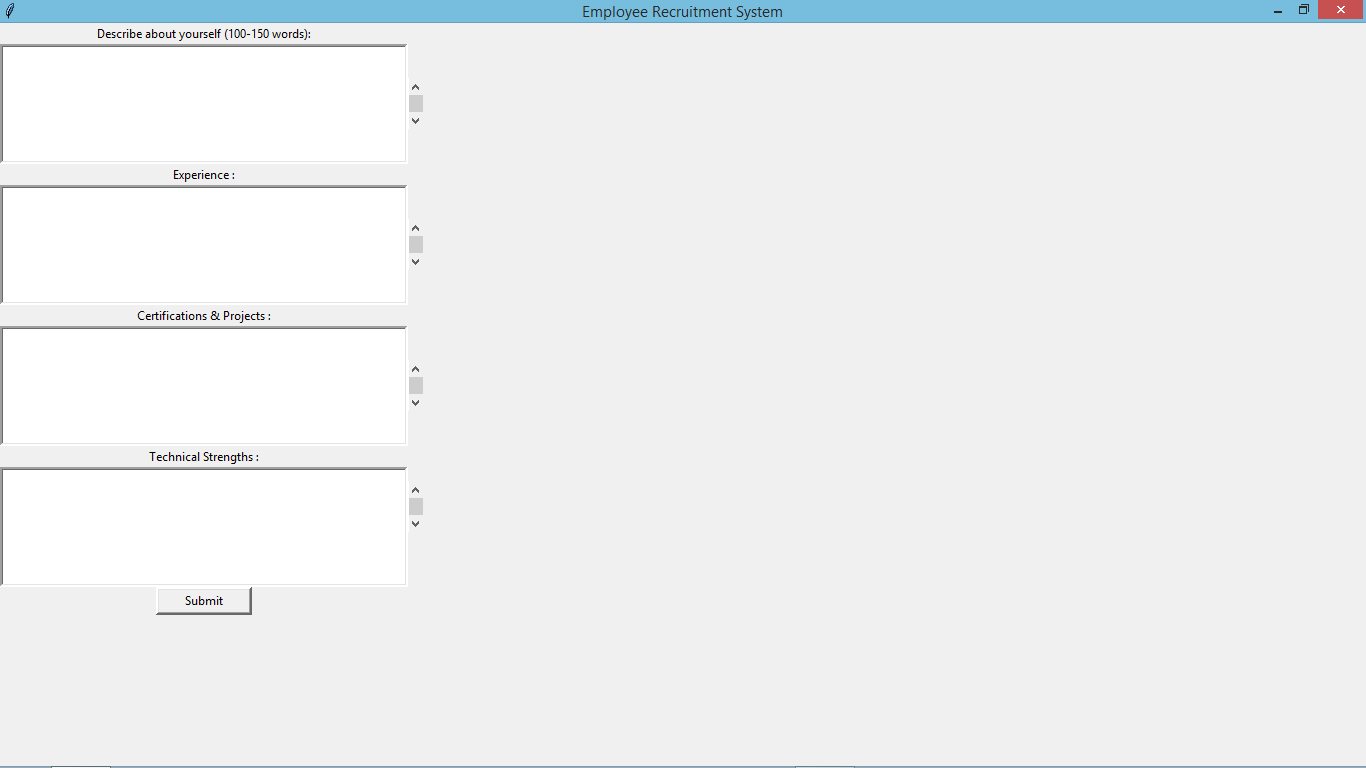 Employee Recruitment System
Describe about yourself (100-150 words):
Experience :
Certifications & Projects :
Technical Strengths :
Submit